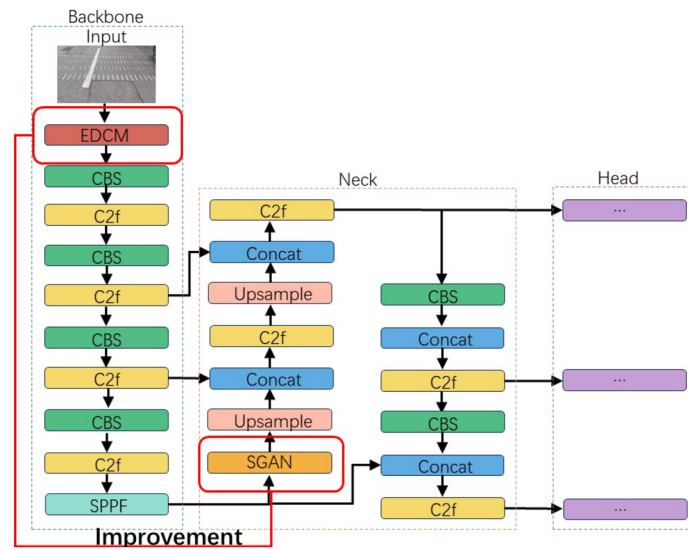 Backbone
Input
EDCM
CBS
C2f
CBS
C2f
CBS
C2f
CBS
C2f
SPPF
Improvement
Neck
C2f
Concat
Upsample
C2f
Concat
Upsample
SGAN
CBS
Concat
C2f
CBS
Concat
C2f
Head
...
...
...